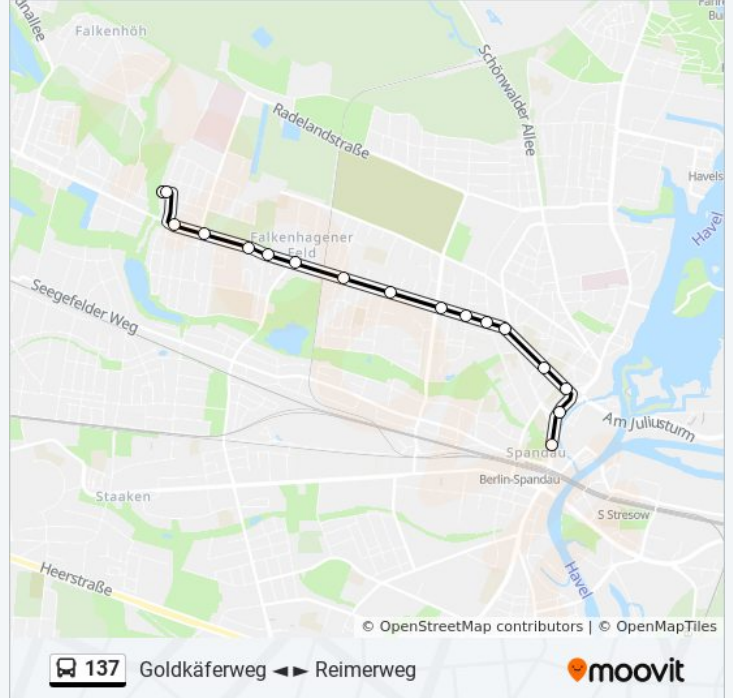 Falkenhöh
Schönwalder Allee
Radelandstraße
Havels
Havel
Falkenhagener
Feld
Seegefelder Weg
Am Juliusturm
Spandau
Berlin-Spandau
Staaken
S Stresow
Heerstraße
Havel
© OpenStreetMap contributors | © OpenMapTiles
137 Goldkäferweg ◄► Reimerweg
moovit